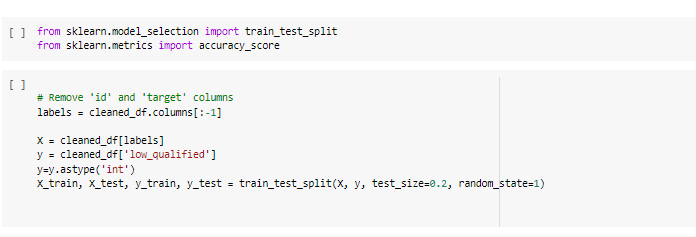 [ ] from sklearn.model_selection import train_test_split
from sklearn.metrics import accuracy_score
[ ]
# Remove 'id' and 'target' columns
labels = cleaned_df.columns[:-1]
X = cleaned_df[labels]
y = cleaned_df['low_qualified']
y=y.astype('int')
X_train, X_test, y_train, y_test = train_test_split(X, y, test_size=0.2, random_state=1)